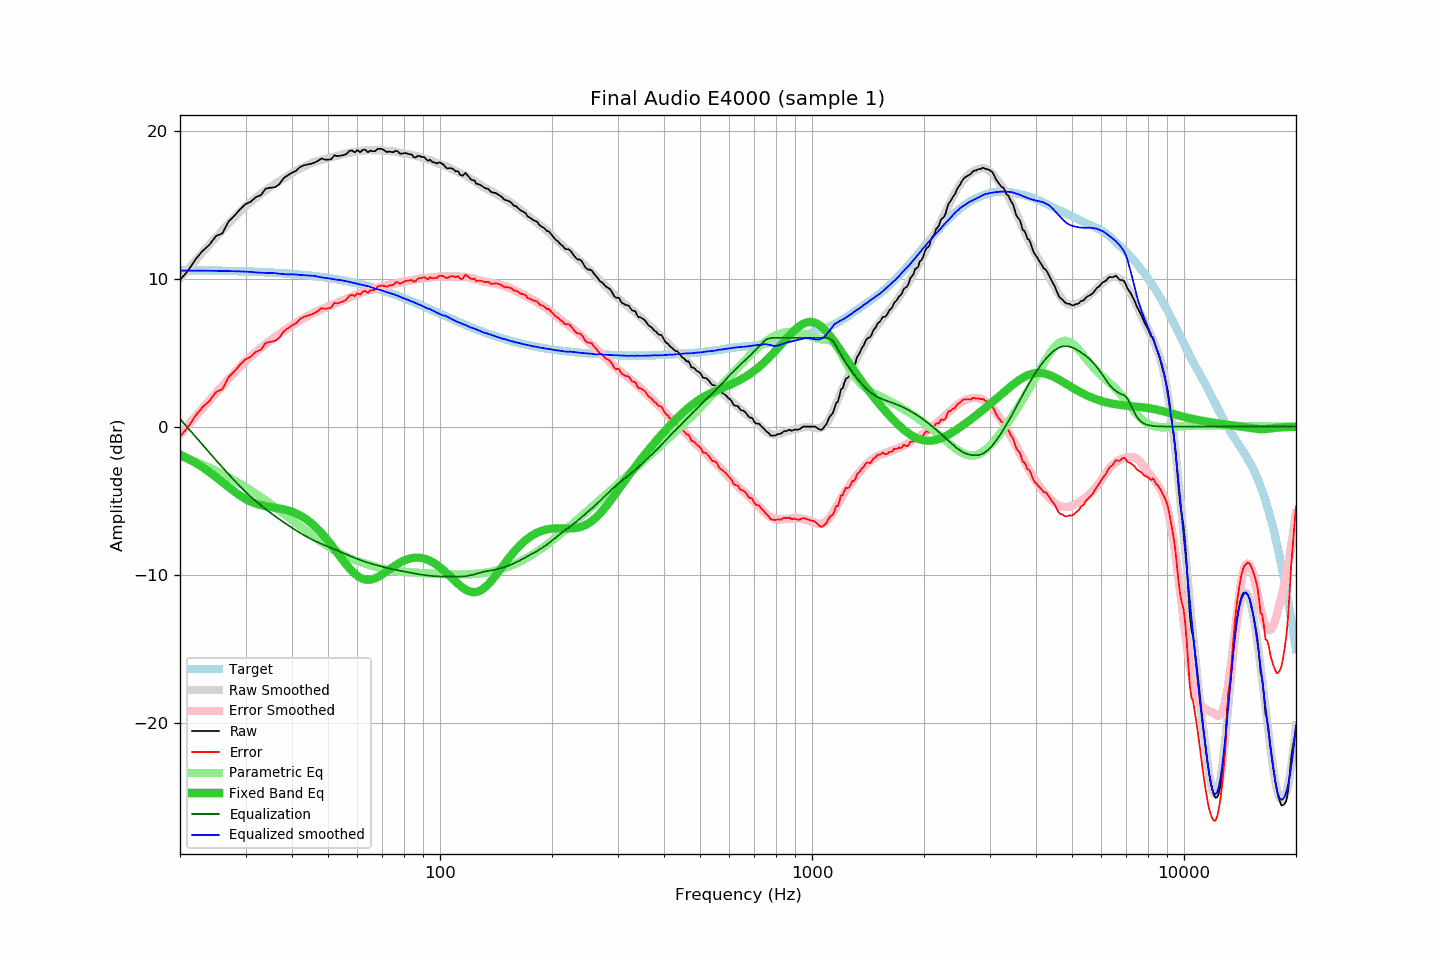 Final Audio E4000 (sample 1)
20
10
0
−10
−20
Amplitude (dBr)
Target
Raw Smoothed
Error Smoothed
Raw
Error
Parametric Eq
Fixed Band Eq
Equalization
Equalized smoothed
100
1000
10000
Frequency (Hz)